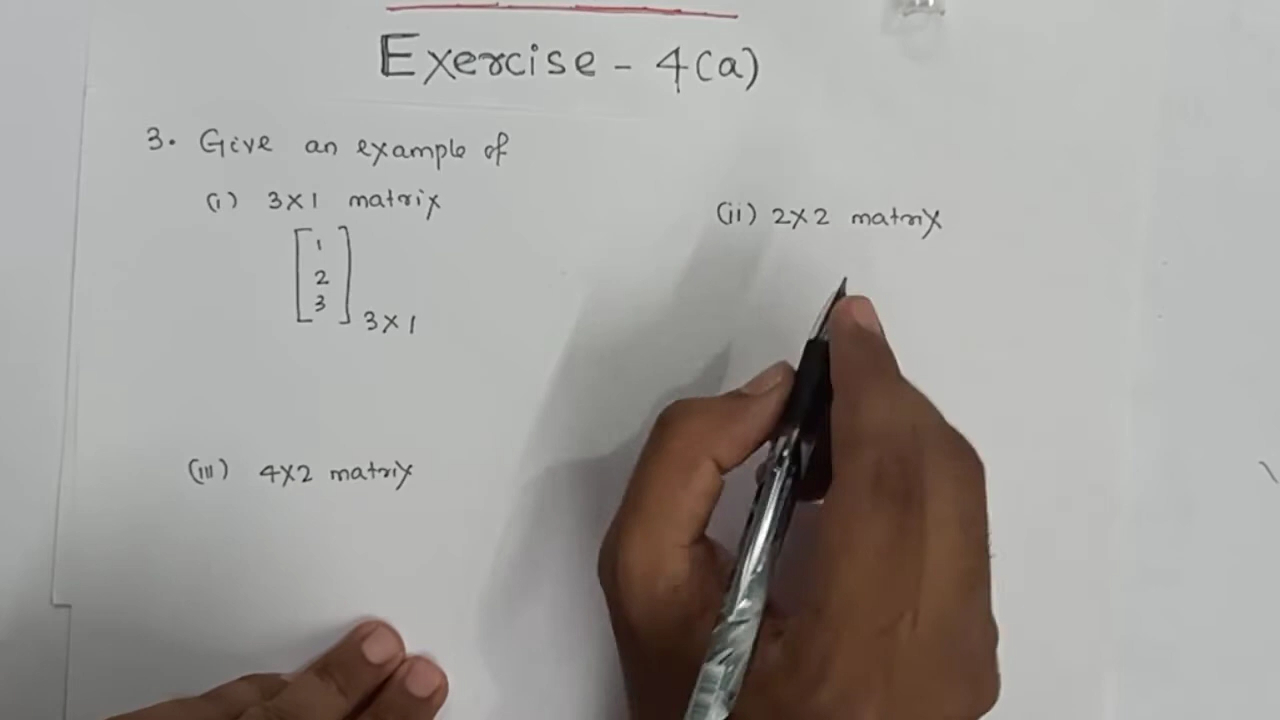 Exercise - 4(a)
3. Give an example of
(i) 3x1 matrix
(ii) 2x2 matrix
1
2
3
3x1
(iii) 4x2 matrix